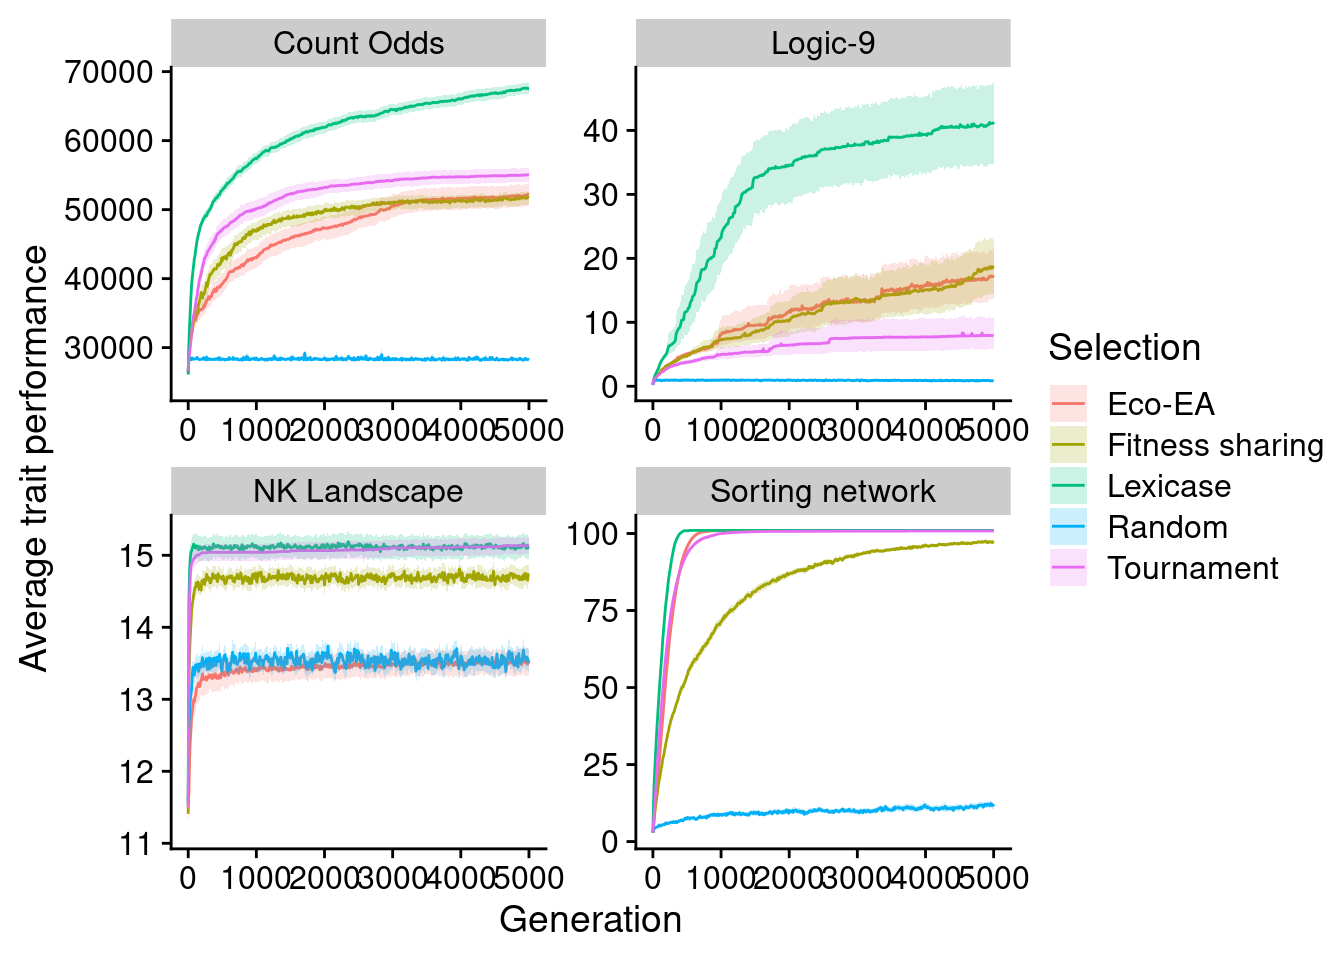 Count Odds
Logic-9
70000
60000
50000
40000
30000
40
30
20
10
0
0 1000 2000 3000 4000 5000
0 1000 2000 3000 4000 5000
Average trait performance
NK Landscape
Sorting network
15
14
13
12
11
100
75
50
25
0
0 1000 2000 3000 4000 5000
0 1000 2000 3000 4000 5000
Generation
Selection
Eco-EA
Fitness sharing
Lexicase
Random
Tournament